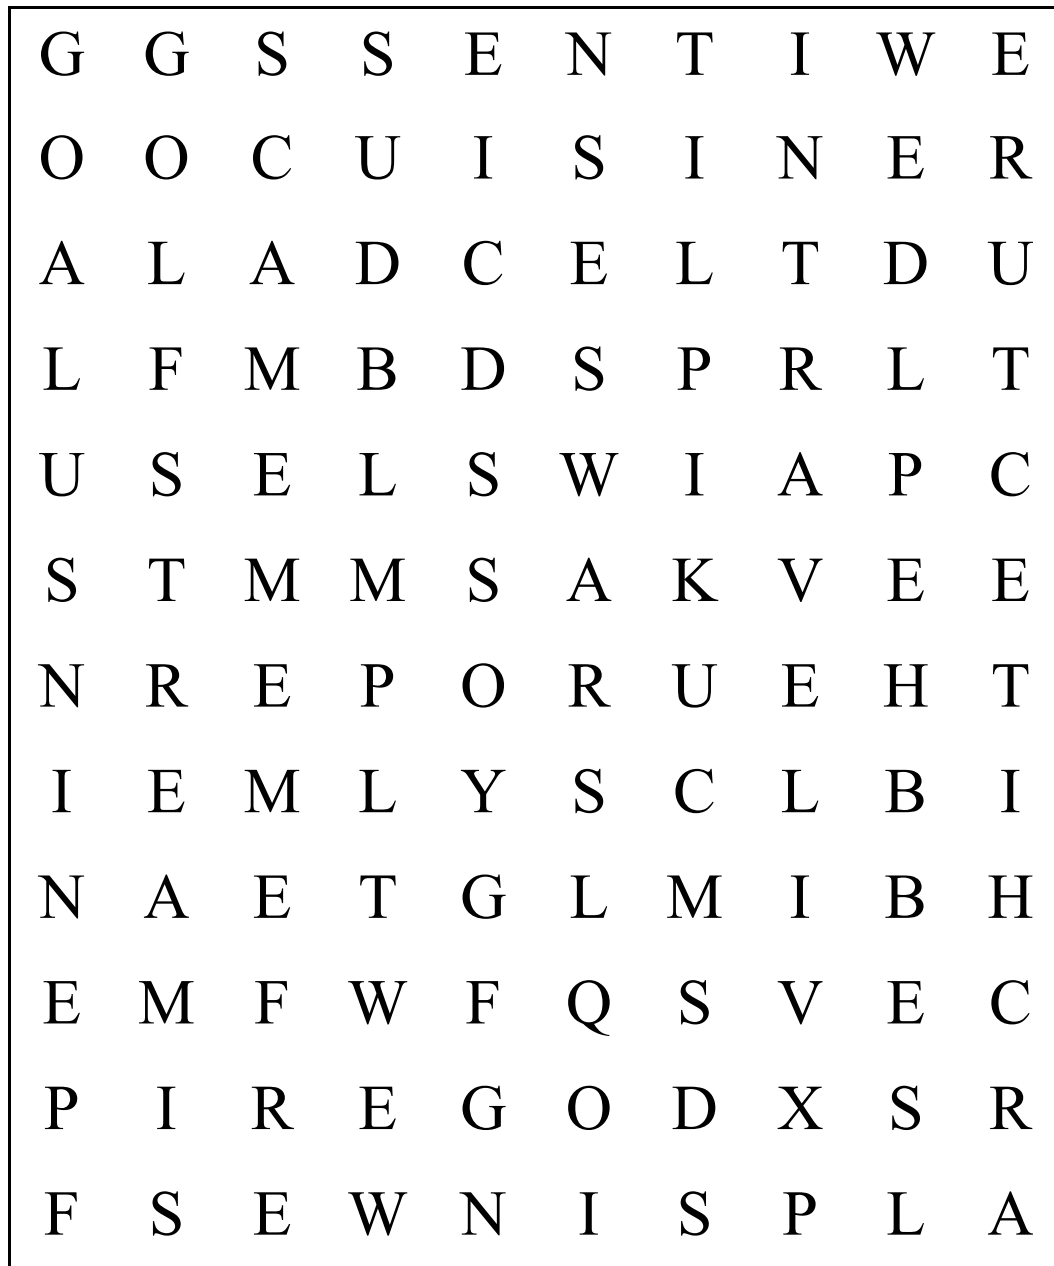 G G S S E N T I W E
O O C U I S I N E R
A L A D C E L T D U
L F M B D S P R L T
U S E L S W I A P C
S T M M S A K V E E
N R E P O R U E H T
I E M L Y S C L B I
N A E T G L M I B H
E M F W F Q S V E C
P I R E G O D X S R
F S E W N I S P L A